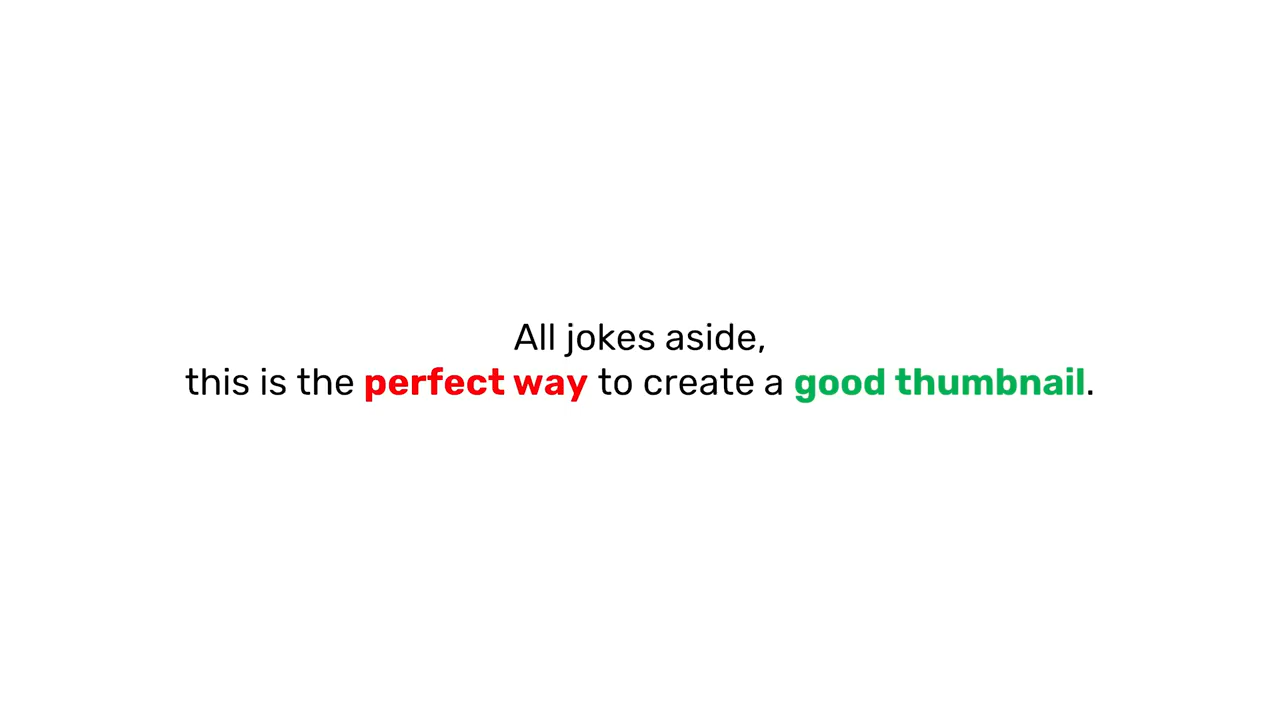 All jokes aside,
this is the perfect way to create a good thumbnail.